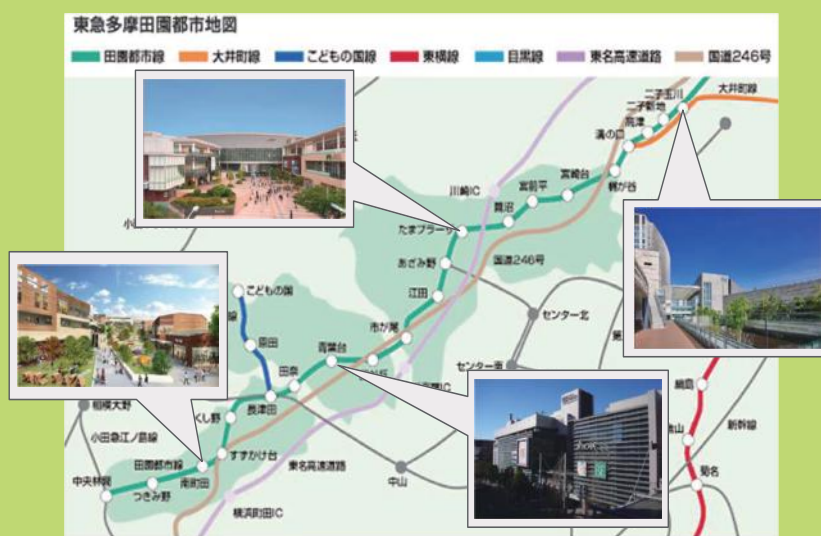 東急多摩田園都市地図
田園都市線 大井町線 こどもの国線 東横線 目黒線 東名高速道路 国道246号
二子玉川
大井町線
二子新地
高津
溝の口
梶が谷
宮崎台
宮前平
鷺沼
川崎IC
たまプラーザ
あざみ野
国道246号
江田
センター北
市が尾
こどもの国
恩田
青葉台
センター南
田奈
長津田
綱島
新幹線
菊名
相模大野
くし野
小田急江ノ島線
すずかけ台
東名高速道路
中山
田園都市線
南町田
中央林間
つきみ野
横浜町田IC